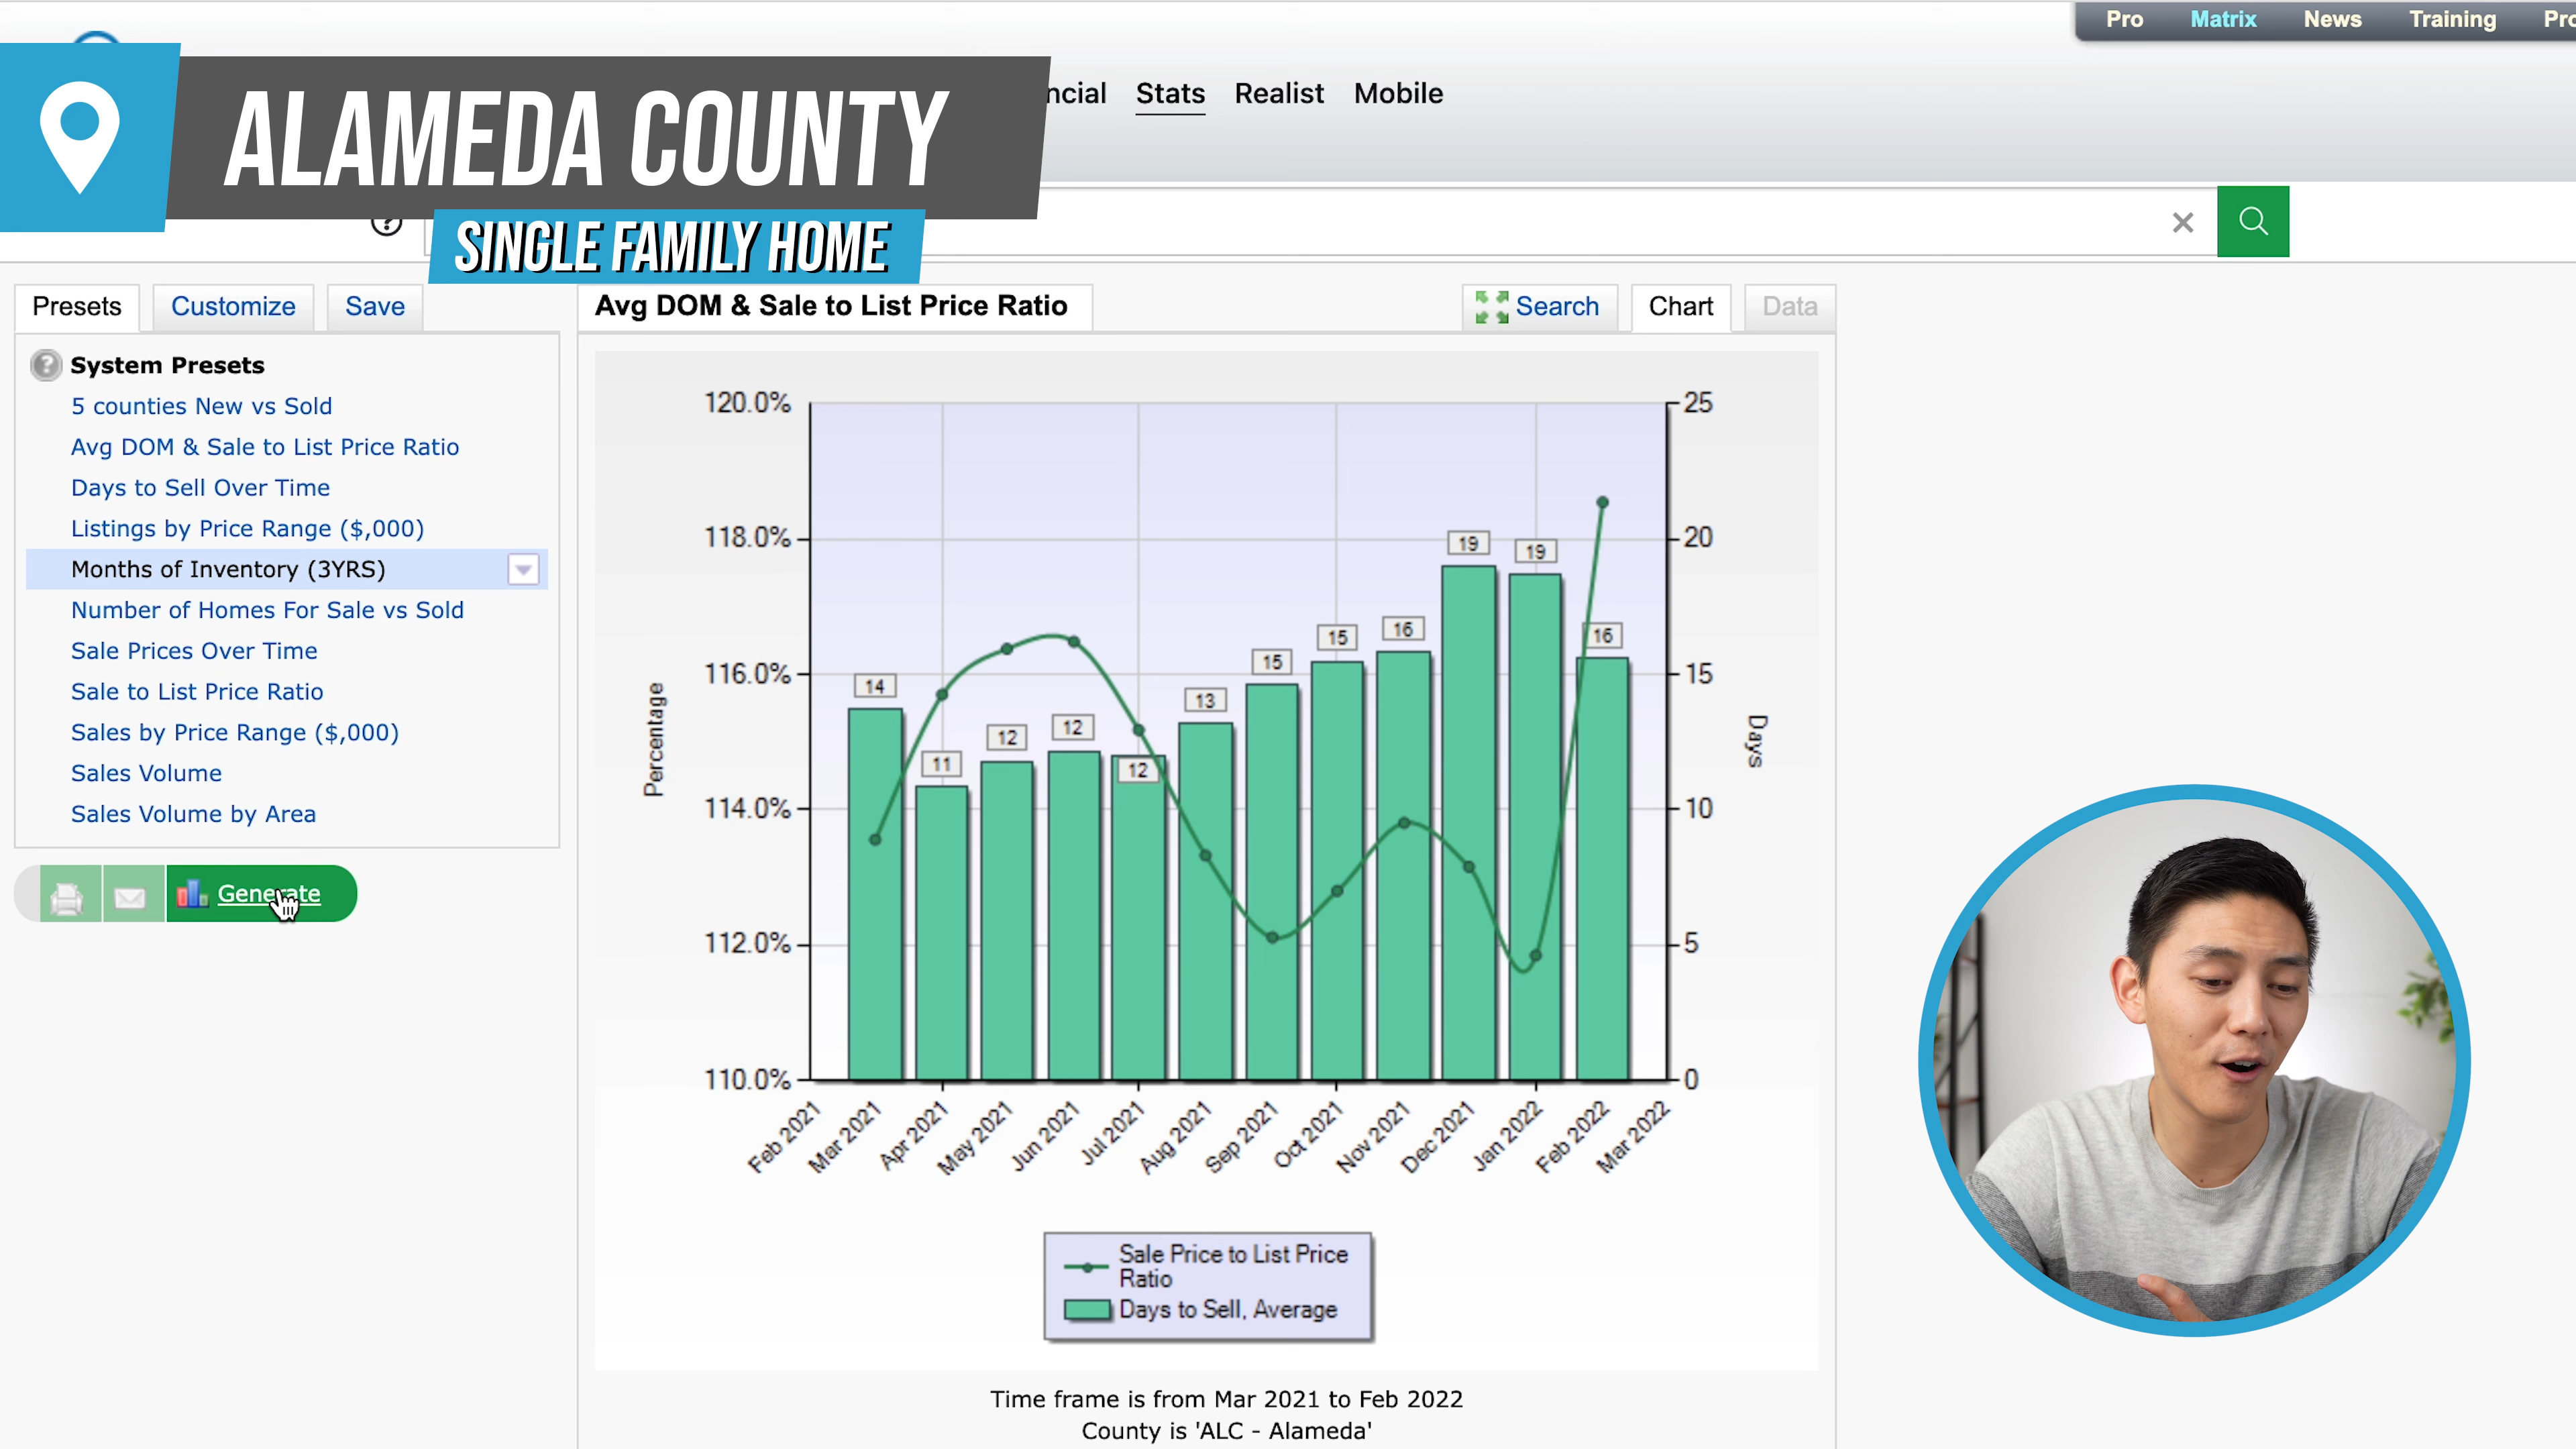 Pro Matrix News Training
ALAMEDA COUNTY
Stats Realist Mobile
SINGLE FAMILY HOME
Presets Customize Save
Avg DOM & Sale to List Price Ratio
Search Chart Data
System Presets
5 counties New vs Sold
Avg DOM & Sale to List Price Ratio
Days to Sell Over Time
Listings by Price Range ($,000)
Months of Inventory (3YRS)
Number of Homes For Sale vs Sold
Sale Prices Over Time
Sale to List Price Ratio
Sales by Price Range ($,000)
Sales Volume
Sales Volume by Area
Generate
120.0%
118.0%
116.0%
114.0%
112.0%
110.0%
Percentage
14
11
12
12
12
13
15
15
16
19
19
16
25
20
15
10
5
0
Days
Feb 2021
Mar 2021
Apr 2021
May 2021
Jun 2021
Jul 2021
Aug 2021
Sep 2021
Oct 2021
Nov 2021
Dec 2021
Jan 2022
Feb 2022
Mar 2022
Sale Price to List Price
Ratio
Days to Sell, Average
Time frame is from Mar 2021 to Feb 2022
County is 'ALC - Alameda'